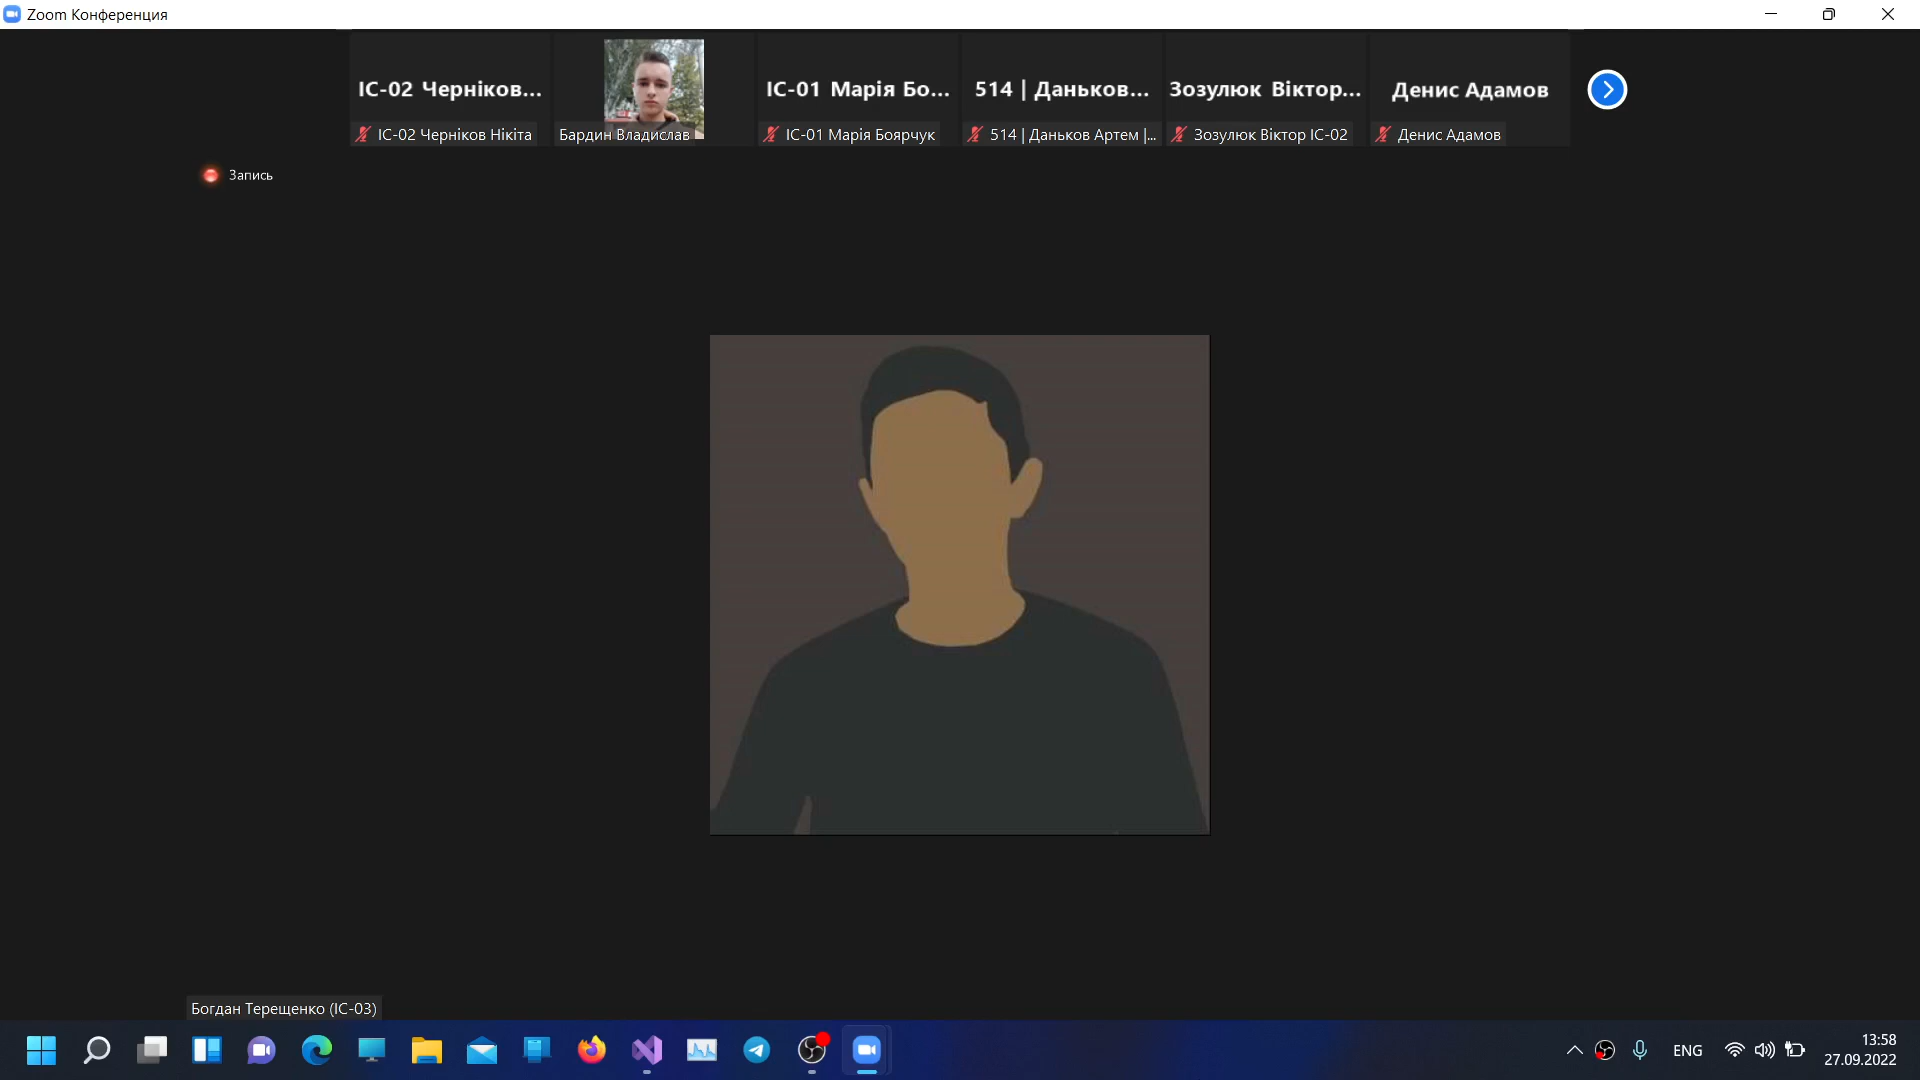 Zoom Конференция
ІС-02 Черніков...
ІС-01 Марія Бо...
514 | Даньков...
Зозулюк Віктор...
Денис Адамов
ІС-02 Черніков Нікіта
Бардин Владислав
ІС-01 Марія Боярчук
514 | Даньков Артем |...
Зозулюк Віктор ІС-02
Денис Адамов
Запись
Богдан Терещенко (ІС-03)
ENG
13:58
27.09.2022